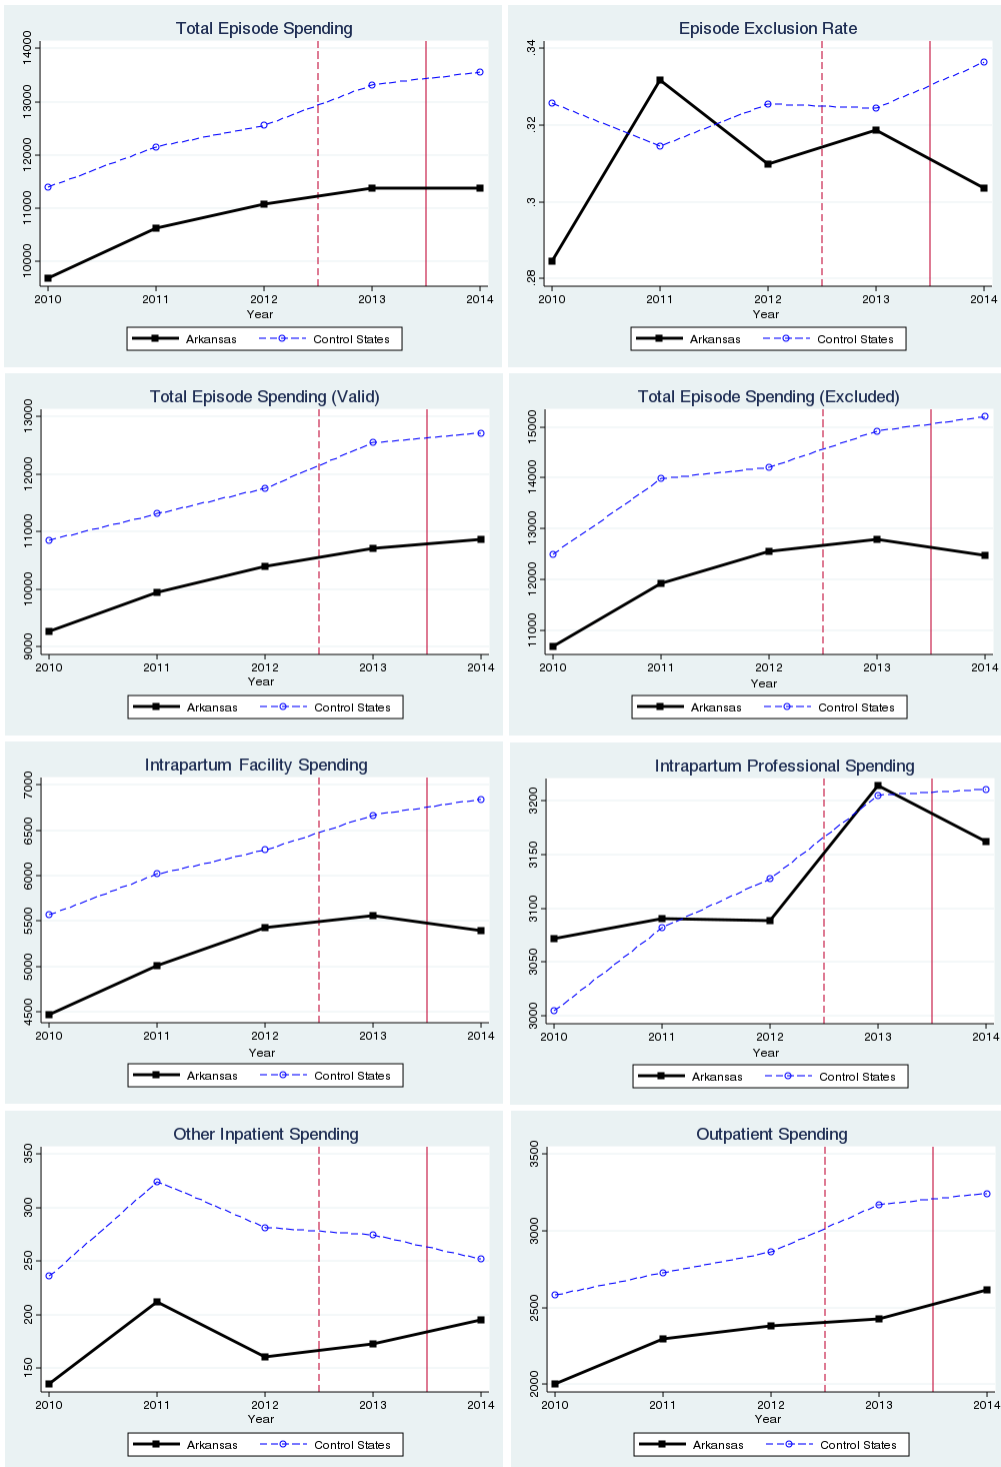 Total Episode Spending
14000
13000
12000
11000
10000
2010 2011 2012 2013 2014
Year
Arkansas Control States
Episode Exclusion Rate
.34
.32
.3
.28
2010 2011 2012 2013 2014
Year
Arkansas Control States
Total Episode Spending (Valid)
13000
12000
11000
10000
9000
2010 2011 2012 2013 2014
Year
Arkansas Control States
Total Episode Spending (Excluded)
15000
14000
13000
12000
11000
2010 2011 2012 2013 2014
Year
Arkansas Control States
Intrapartum Facility Spending
7000
6500
6000
5500
5000
4500
2010 2011 2012 2013 2014
Year
Arkansas Control States
Intrapartum Professional Spending
3200
3150
3100
3050
3000
2010 2011 2012 2013 2014
Year
Arkansas Control States
Other Inpatient Spending
350
300
250
200
150
2010 2011 2012 2013 2014
Year
Arkansas Control States
Outpatient Spending
3500
3000
2500
2000
2010 2011 2012 2013 2014
Year
Arkansas Control States